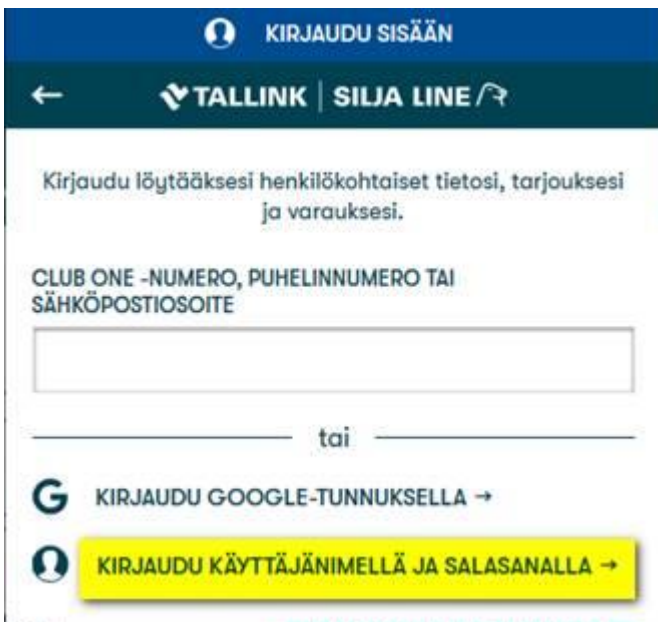 KIRJAUDU SISÄÄN
← TALLINK | SILJA LINE
Kirjaudu löytääksesi henkilökohtaiset tietosi, tarjouksesi
ja varauksesi.
CLUB ONE -NUMERO, PUHELINNUMERO TAI
SÄHKÖPOSTIOSOITE
tai
G KIRJAUDU GOOGLE-TUNNUKSELLA →
KIRJAUDU KÄYTTÄJÄNIMELLÄ JA SALASANALLA →